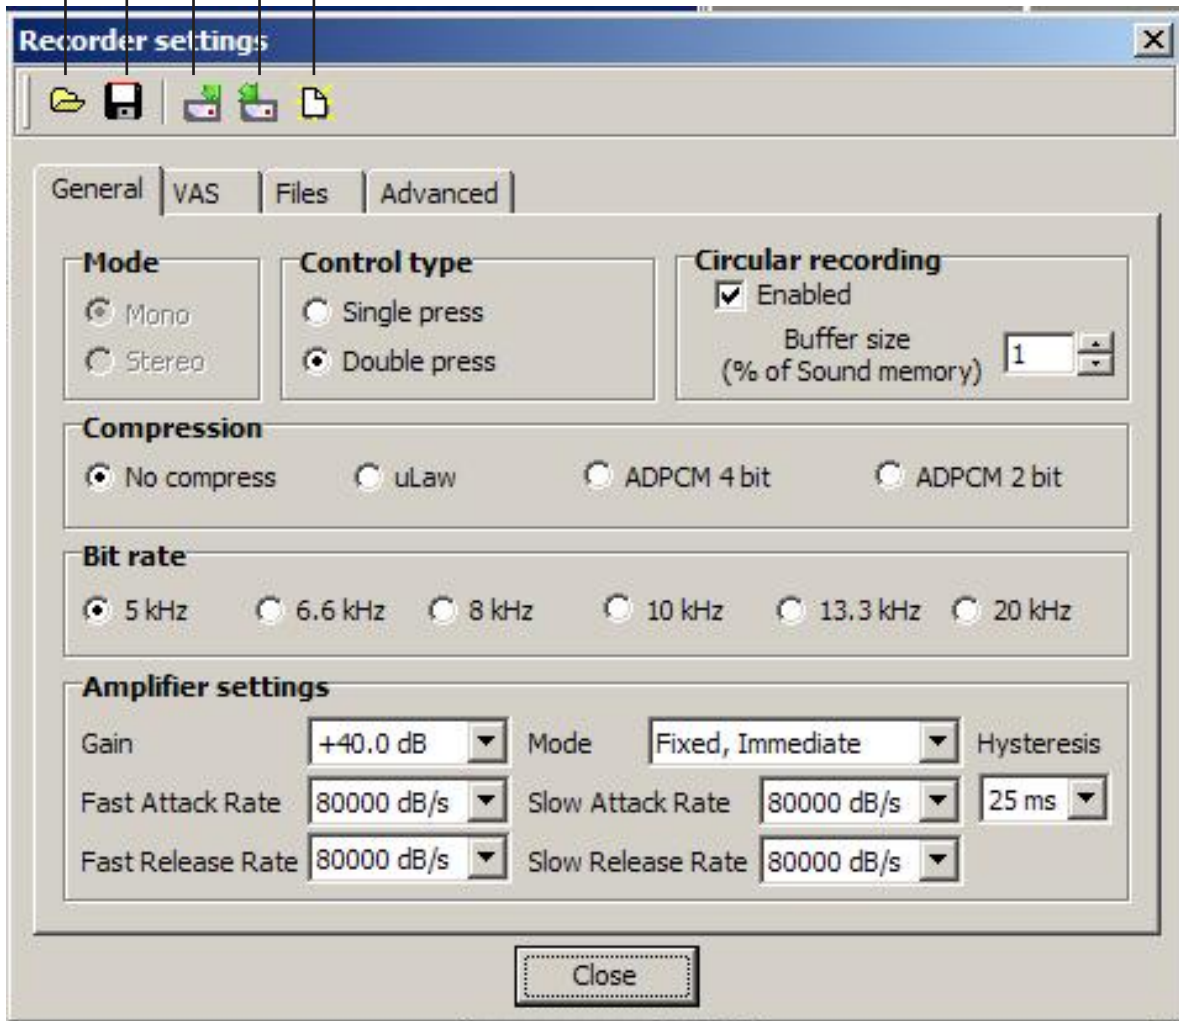 Recorder settings
General VAS Files Advanced
Mode
Mono
Stereo
Control type
Single press
Double press
Circular recording
Enabled
Buffer size
(% of Sound memory)
1
Compression
No compress uLaw ADPCM 4 bit ADPCM 2 bit
Bit rate
5 kHz 6.6 kHz 8 kHz 10 kHz 13.3 kHz 20 kHz
Amplifier settings
Gain +40.0 dB Mode Fixed, Immediate Hysteresis
Fast Attack Rate 80000 dB/s Slow Attack Rate 80000 dB/s 25 ms
Fast Release Rate 80000 dB/s Slow Release Rate 80000 dB/s
Close